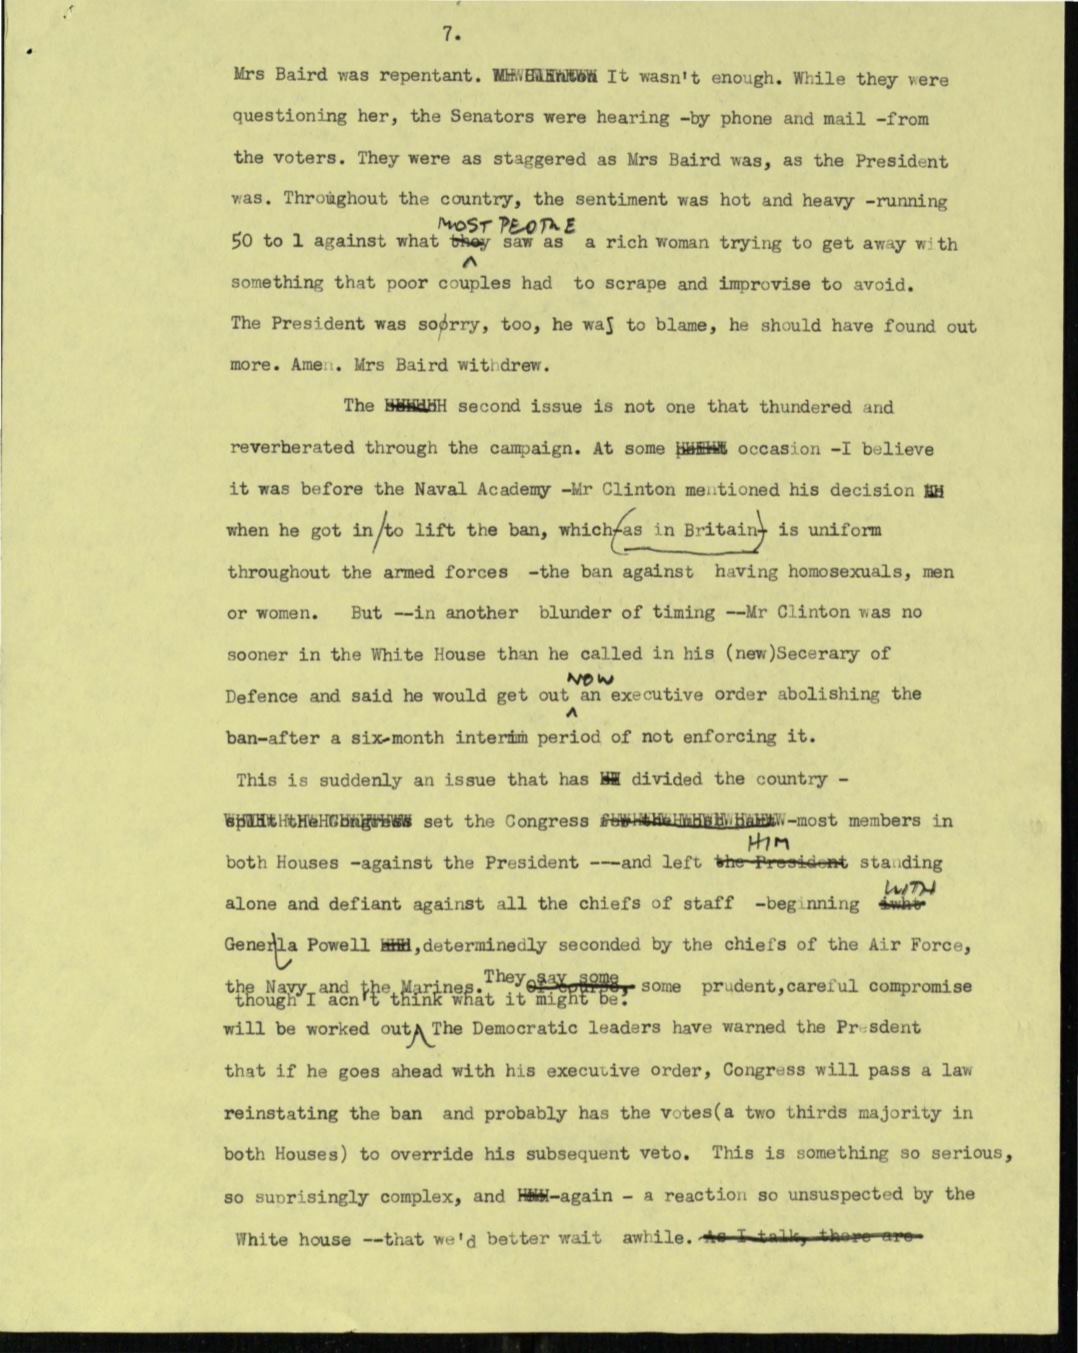 7.
Mrs Baird was repentant. It wasn't enough. While they were
questioning her, the Senators were hearing -by phone and mail -from
the voters. They were as staggered as Mrs Baird was, as the President
was. Throughout the country, the sentiment was hot and heavy -running
MOST PEOPLE
50 to 1 against what they saw as a rich woman trying to get away with
something that poor couples had to scrape and improvise to avoid.
The President was soorry, too, he was to blame, he should have found out
more. Amen. Mrs Baird withdrew.
The second issue is not one that thundered and
reverberated through the campaign. At some occasion -I believe
it was before the Naval Academy -Mr Clinton mentioned his decision
when he got in/to lift the ban, which-(as in Britain)- is uniform
throughout the armed forces -the ban against having homosexuals, men
or women. But --in another blunder of timing --Mr Clinton was no
sooner in the White House than he called in his (new)Secerary of
NOW
Defence and said he would get out an executive order abolishing the
ban-after a six-month interim period of not enforcing it.
This is suddenly an issue that has divided the country -
split the Congress set the Congress -most members in
HIM
both Houses -against the President ---and left the President standing
WITH
alone and defiant against all the chiefs of staff -beginning iwht
Generla Powell ,determinedly seconded by the chiefs of the Air Force,
the Navy and the Marines. They say some Of course, some prudent,careful compromise
though I acn't think what it might be.
will be worked out The Democratic leaders have warned the Presdent
that if he goes ahead with his executive order, Congress will pass a law
reinstating the ban and probably has the votes(a two thirds majority in
both Houses) to override his subsequent veto. This is something so serious,
so suprisingly complex, and -again - a reaction so unsuspected by the
White house --that we'd better wait awhile. As I talk, there are